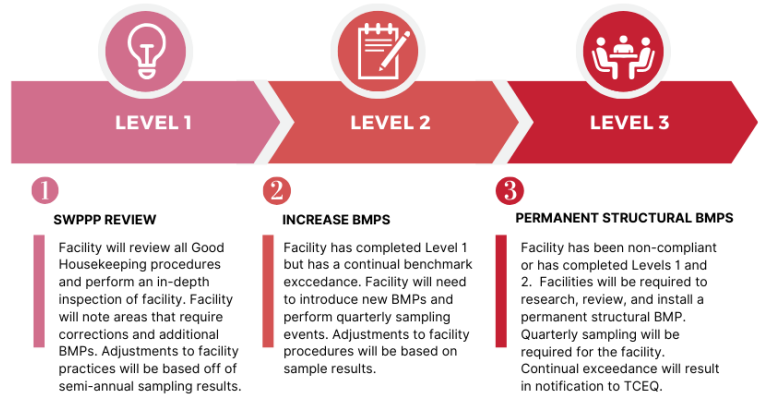 LEVEL 1
LEVEL 2
LEVEL 3
1
SWPPP REVIEW
Facility will review all Good
Housekeeping procedures
and perform an in-depth
inspection of facility. Facility
will note areas that require
corrections and additional
BMPs. Adjustments to facility
practices will be based off of
semi-annual sampling results.
2
INCREASE BMPS
Facility has completed Level 1
but has a continual benchmark
exccedance. Facility will need
to introduce new BMPs and
perform quarterly sampling
events. Adjustments to facility
procedures will be based on
sample results.
3
PERMANENT STRUCTURAL BMPS
Facility has been non-compliant
or has completed Levels 1 and
2. Facilities will be required to
research, review, and install a
permanent structural BMP.
Quarterly sampling will be
required for the facility.
Continual exceedance will result
in notification to TCEQ.